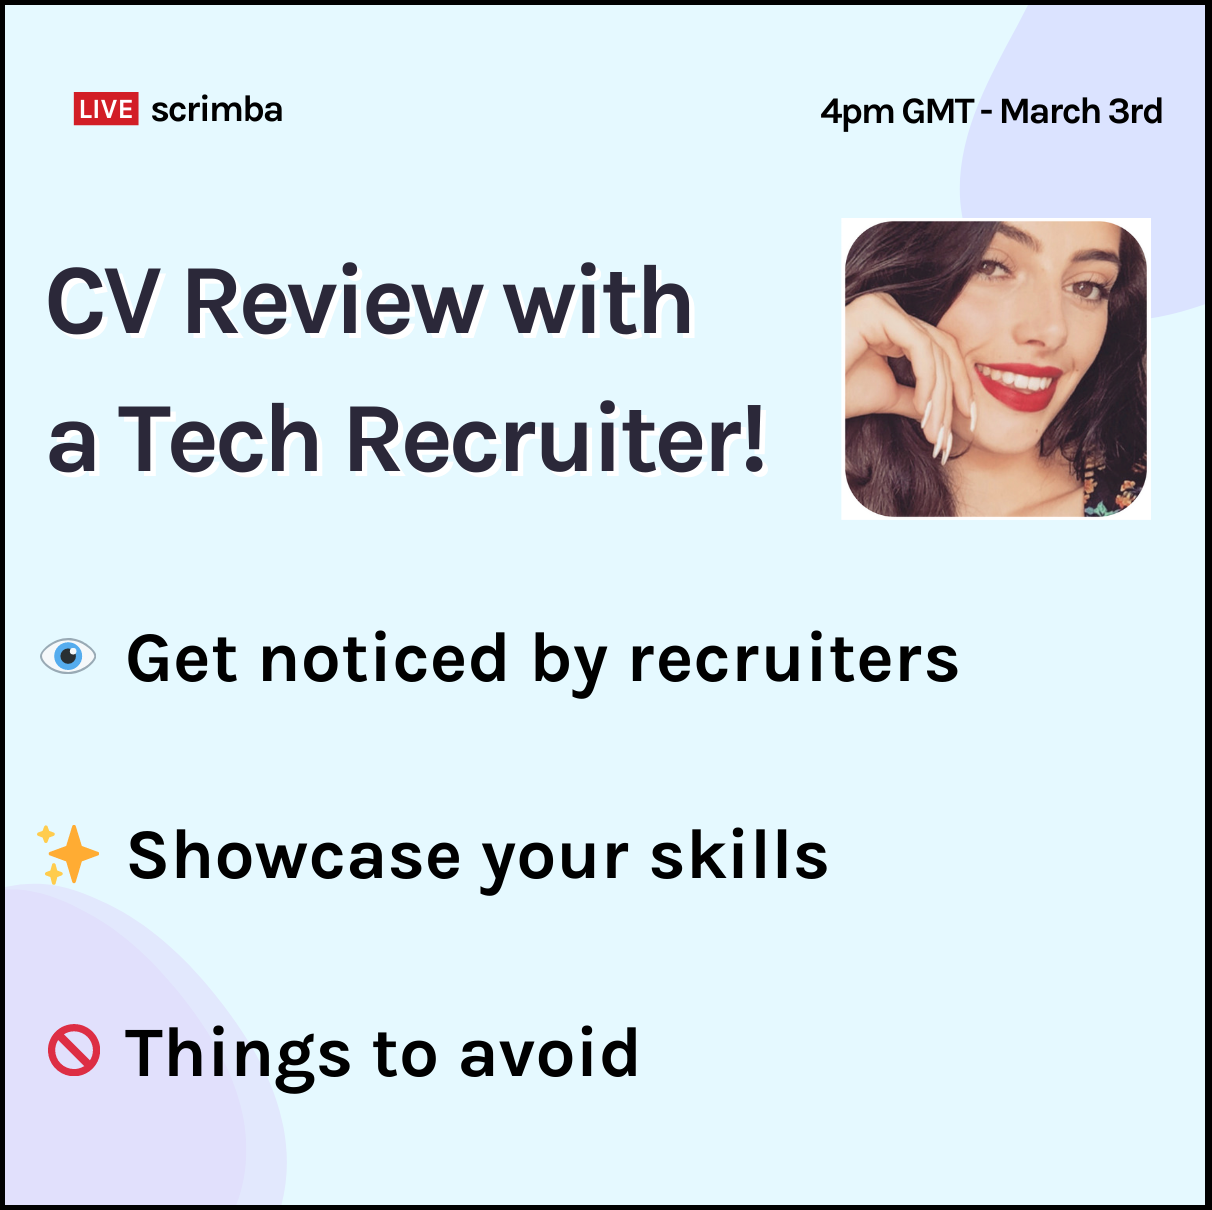 LIVE scrimba
4pm GMT - March 3rd
CV Review with
a Tech Recruiter!
Get noticed by recruiters
Showcase your skills
Things to avoid